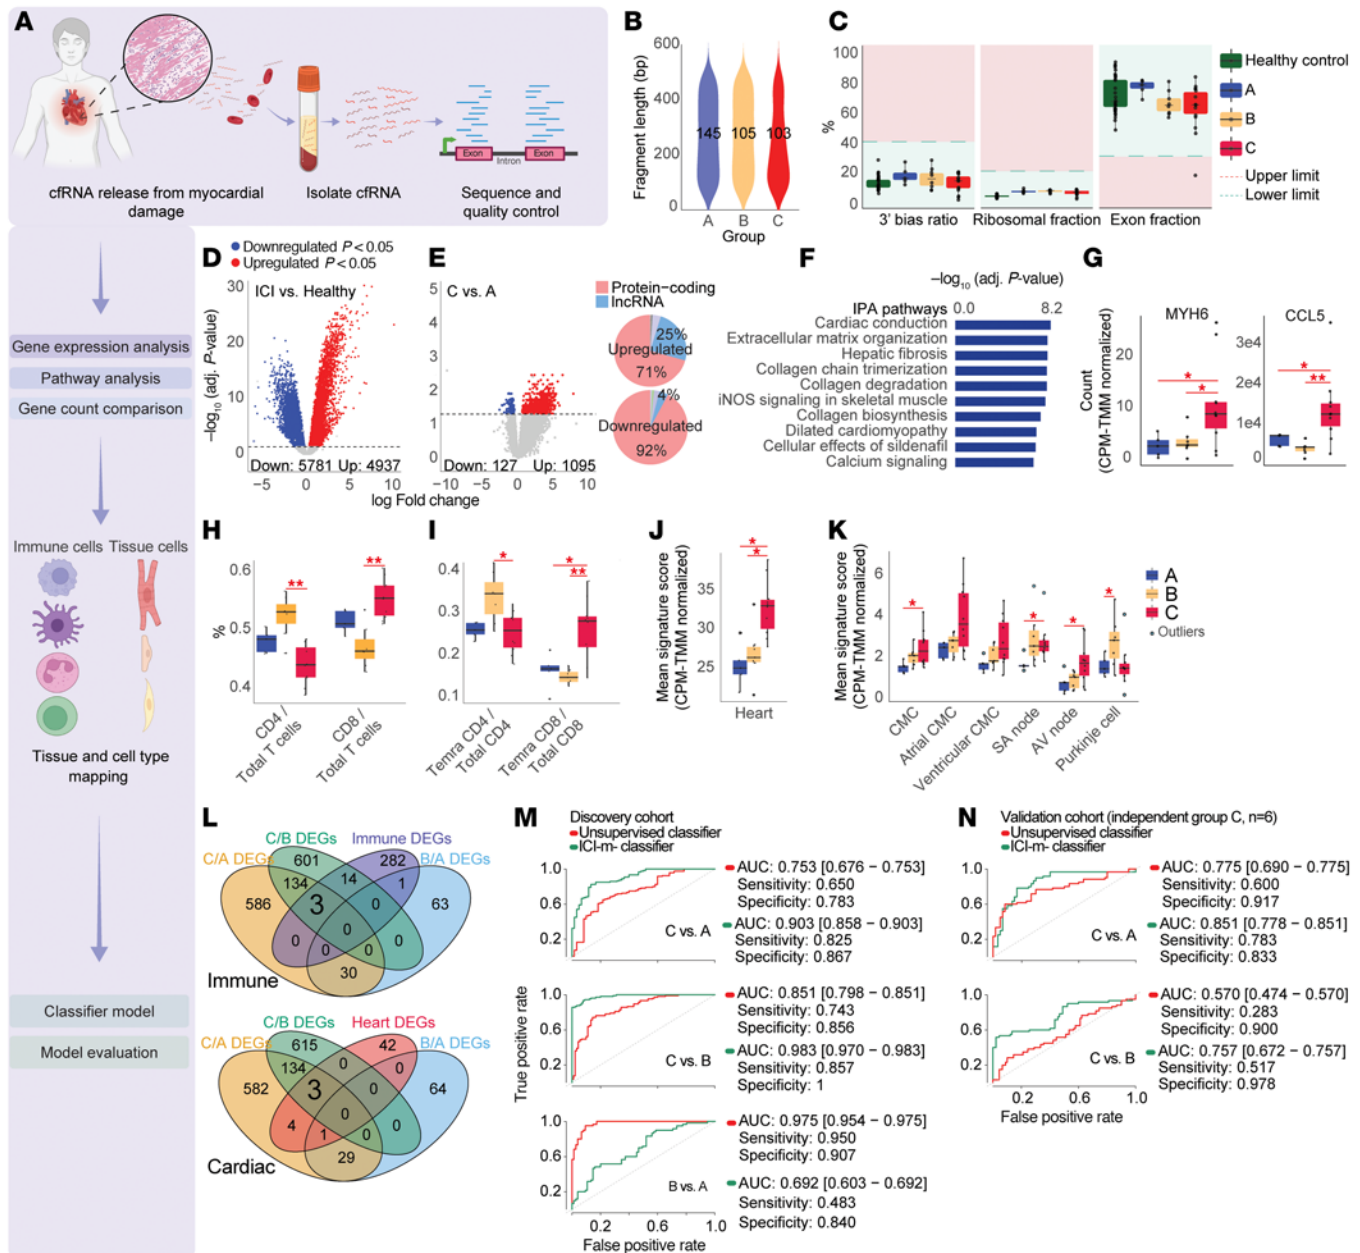 A
cfRNA release from myocardial
damage
Isolate cfRNA
Exon
Intron
Exon
Sequence and
quality control
B
Fragment length (bp)
600
400
200
0
145
105
103
A
B
C
Group
C
%
100
80
60
40
20
0
3' bias ratio
Ribosomal fraction
Exon fraction
Healthy control
A
B
C
Upper limit
Lower limit
Gene expression analysis
Pathway analysis
Gene count comparison
Immune cells
Tissue cells
Tissue and cell type
mapping
Classifier model
Model evaluation
D
Downregulated P < 0.05
Upregulated P < 0.05
ICI vs. Healthy
–log10 (adj. P-value)
30
20
10
0
Down: 5781 Up: 4937
−5
0
5
10
log Fold change
E
C vs. A
5
4
3
2
1
0
Down: 127 Up: 1095
−10
−5
0
5
10
Protein−coding
lncRNA
25%
Upregulated
71%
4%
Downregulated
92%
F
–log10 (adj. P-value)
IPA pathways
0.0
8.2
Cardiac conduction
Extracellular matrix organization
Hepatic fibrosis
Collagen chain trimerization
Collagen degradation
iNOS signaling in skeletal muscle
Collagen biosynthesis
Dilated cardiomyopathy
Cellular effects of sildenafil
Calcium signaling
G
Count
(CPM-TMM normalized)
MYH6
20
10
0
*
*
CCL5
3e4
2e4
1e4
0
*
**
H
%
0.6
0.5
0.4
**
**
CD4 /
Total T cells
CD8 /
Total T cells
I
0.4
0.3
0.2
0.1
*
*
**
Temra CD4 /
Total CD4
Temra CD8 /
Total CD8
J
Mean signature score
(CPM-TMM normalized)
35
30
25
*
*
Heart
K
Mean signature score
(CPM-TMM normalized)
6
4
2
0
*
*
*
*
CMC
Atrial CMC
Ventricular CMC
SA node
AV node
Purkinje cell
A
B
C
Outliers
L
C/B DEGs
Immune DEGs
C/A DEGs
B/A DEGs
601
282
134
14
1
586
3
0
63
0
0
0
0
0
30
Immune
C/B DEGs
Heart DEGs
C/A DEGs
B/A DEGs
615
42
134
0
0
582
3
0
64
0
4
1
0
0
29
Cardiac
M
Discovery cohort
Unsupervised classifier
ICI-m- classifier
True positive rate
1.0
0.6
0.2
C vs. A
AUC: 0.753 [0.676 − 0.753]
Sensitivity: 0.650
Specificity: 0.783
AUC: 0.903 [0.858 − 0.903]
Sensitivity: 0.825
Specificity: 0.867
1.0
0.6
0.2
C vs. B
AUC: 0.851 [0.798 − 0.851]
Sensitivity: 0.743
Specificity: 0.856
AUC: 0.983 [0.970 − 0.983]
Sensitivity: 0.857
Specificity: 1
1.0
0.6
0.2
B vs. A
AUC: 0.975 [0.954 − 0.975]
Sensitivity: 0.950
Specificity: 0.907
AUC: 0.692 [0.603 − 0.692]
Sensitivity: 0.483
Specificity: 0.840
0.2
0.6
1.0
False positive rate
N
Validation cohort (independent group C, n=6)
Unsupervised classifier
ICI-m- classifier
1.0
0.6
0.2
C vs. A
AUC: 0.775 [0.690 − 0.775]
Sensitivity: 0.600
Specificity: 0.917
AUC: 0.851 [0.778 − 0.851]
Sensitivity: 0.783
Specificity: 0.833
1.0
0.6
0.2
C vs. B
AUC: 0.570 [0.474 − 0.570]
Sensitivity: 0.283
Specificity: 0.900
AUC: 0.757 [0.672 − 0.757]
Sensitivity: 0.517
Specificity: 0.978
0.2
0.6
1.0
False positive rate